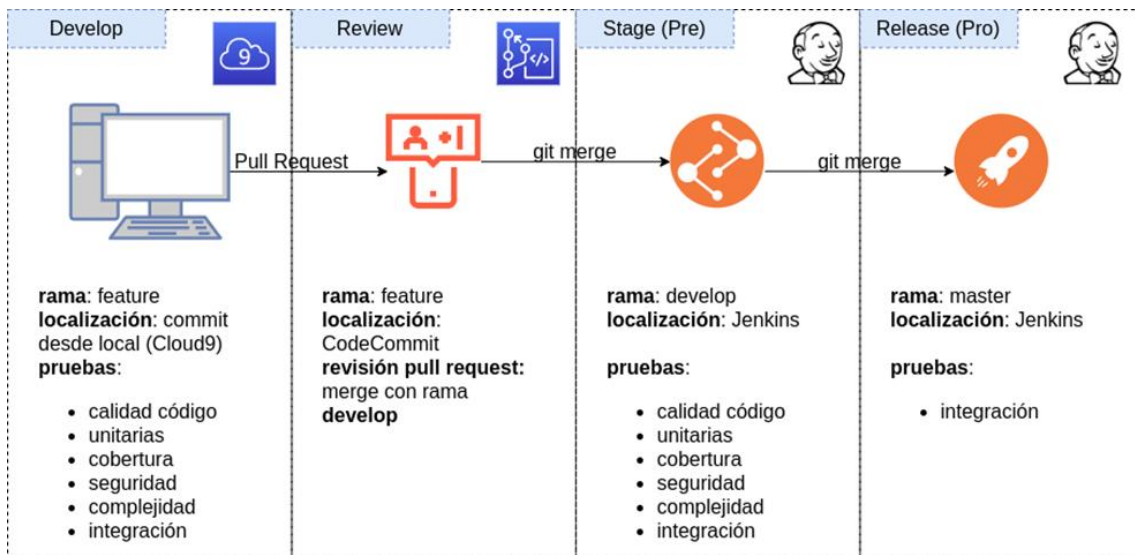 Develop
Review
Stage (Pre)
Release (Pro)
9
</>
Pull Request
git merge
git merge
rama: feature
localización: commit
desde local (Cloud9)
pruebas:
• calidad código
• unitarias
• cobertura
• seguridad
• complejidad
• integración
rama: feature
localización:
CodeCommit
revisión pull request:
merge con rama
develop
rama: develop
localización: Jenkins
pruebas:
• calidad código
• unitarias
• cobertura
• seguridad
• complejidad
• integración
rama: master
localización: Jenkins
pruebas:
• integración